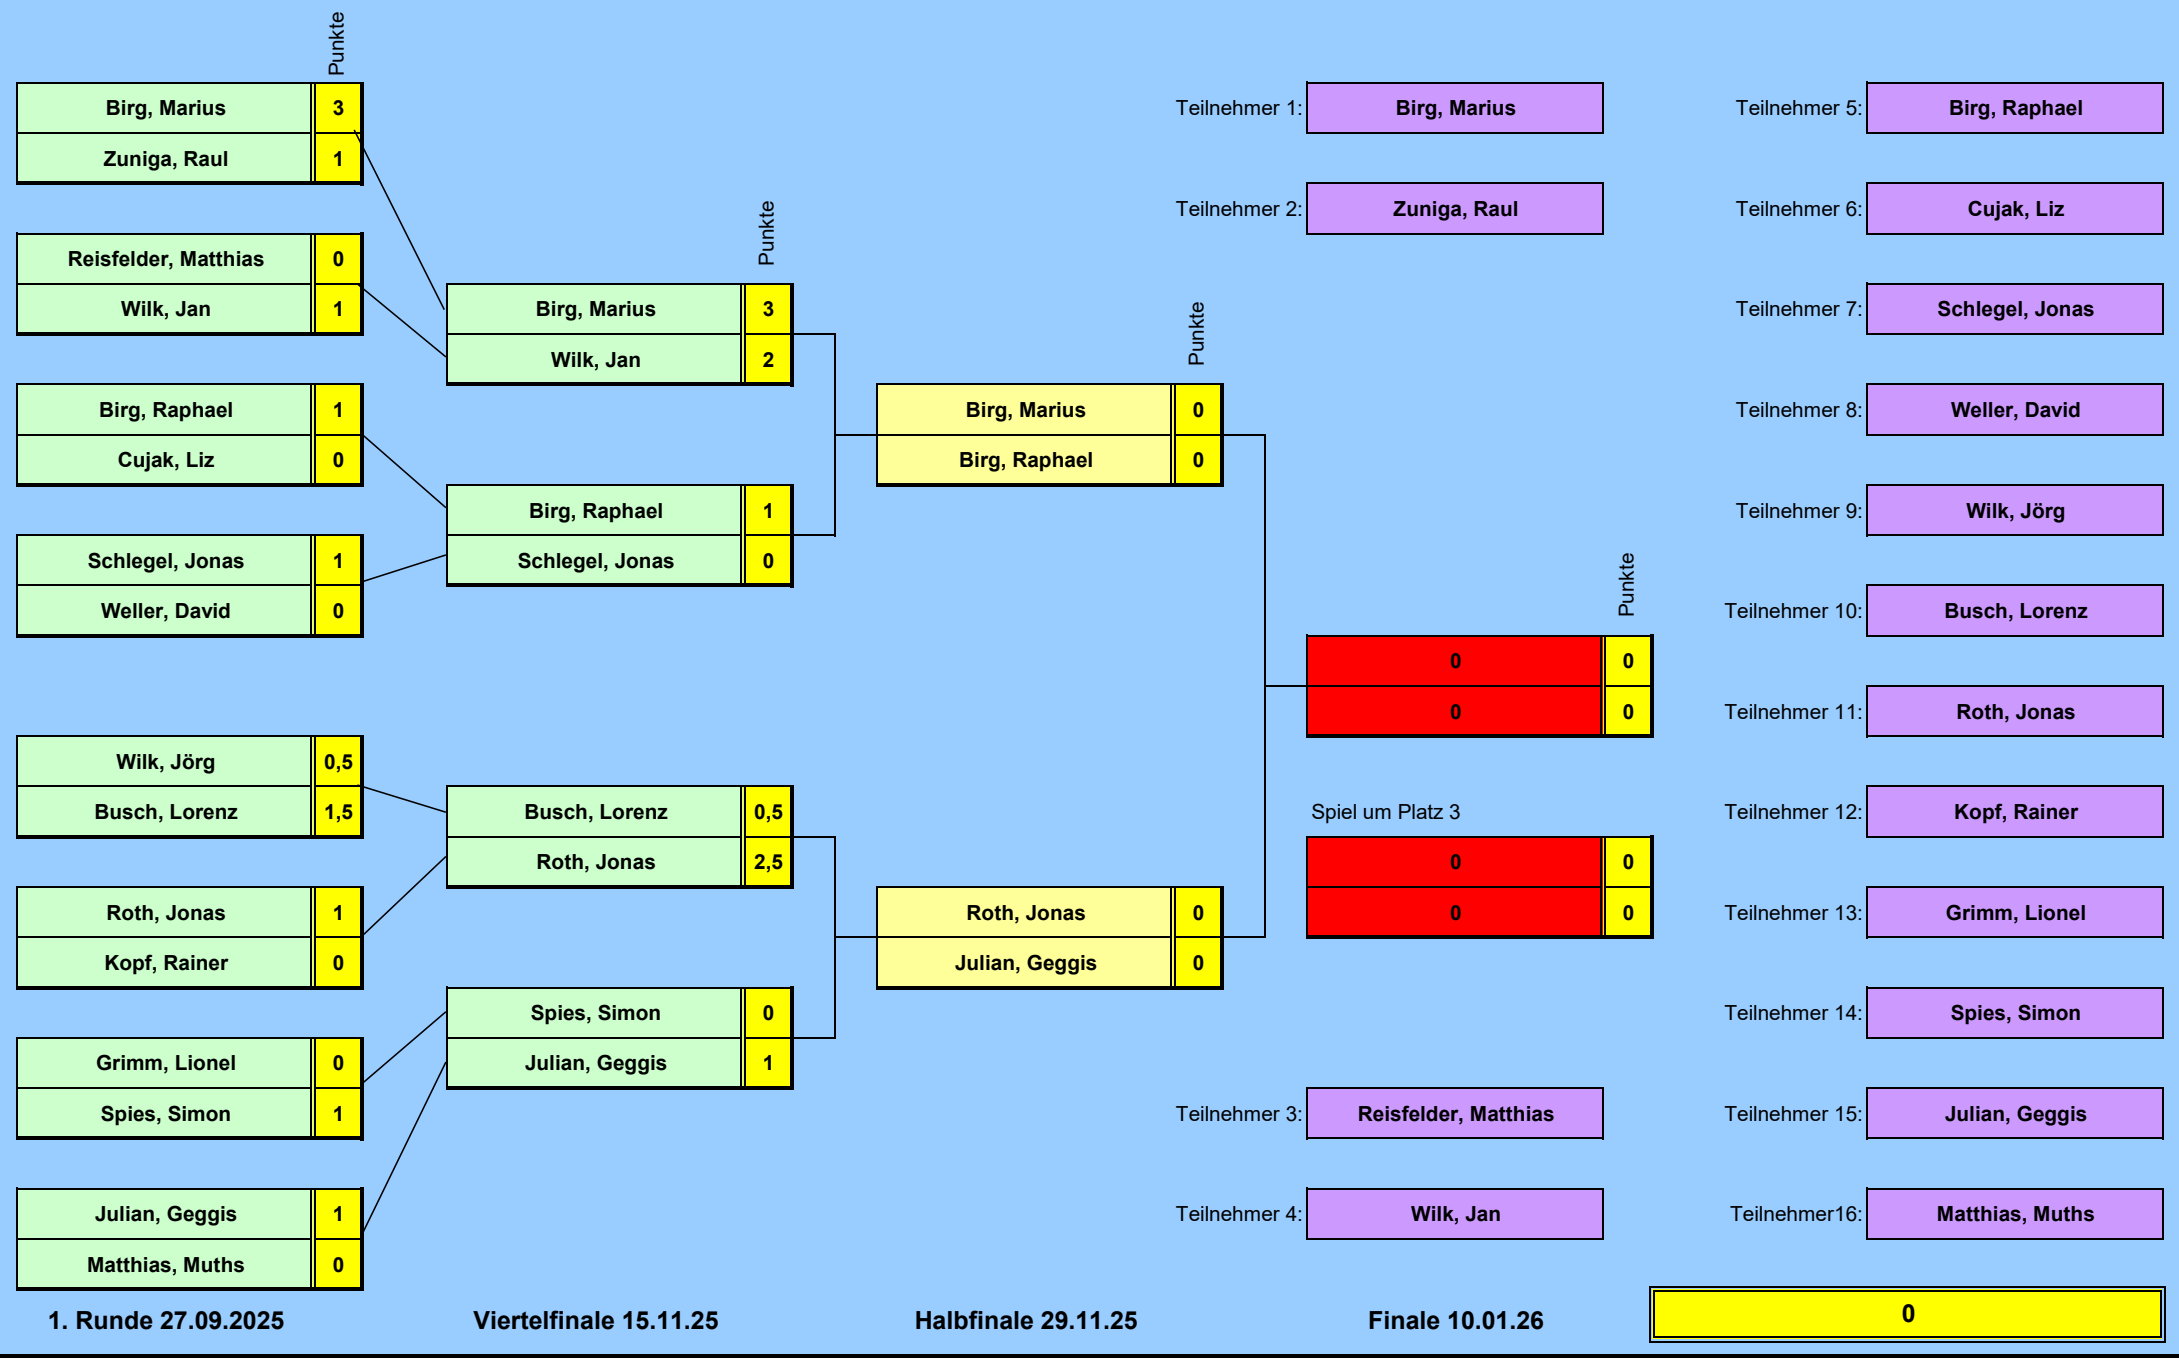 Punkte
Birg, Marius 3
Zuniga, Raul 1
Reisfelder, Matthias 0
Wilk, Jan 1
Birg, Raphael 1
Cujak, Liz 0
Schlegel, Jonas 1
Weller, David 0
Wilk, Jörg 0,5
Busch, Lorenz 1,5
Roth, Jonas 1
Kopf, Rainer 0
Grimm, Lionel 0
Spies, Simon 1
Julian, Geggis 1
Matthias, Muths 0
1. Runde 27.09.2025
Punkte
Birg, Marius 3
Wilk, Jan 2
Birg, Raphael 1
Schlegel, Jonas 0
Busch, Lorenz 0,5
Roth, Jonas 2,5
Spies, Simon 0
Julian, Geggis 1
Viertelfinale 15.11.25
Punkte
Birg, Marius 0
Birg, Raphael 0
Roth, Jonas 0
Julian, Geggis 0
Halbfinale 29.11.25
Teilnehmer 1: Birg, Marius
Teilnehmer 2: Zuniga, Raul
Punkte
0 0
0 0
Spiel um Platz 3
0 0
0 0
Teilnehmer 3: Reisfelder, Matthias
Teilnehmer 4: Wilk, Jan
Finale 10.01.26
Teilnehmer 5: Birg, Raphael
Teilnehmer 6: Cujak, Liz
Teilnehmer 7: Schlegel, Jonas
Teilnehmer 8: Weller, David
Teilnehmer 9: Wilk, Jörg
Teilnehmer 10: Busch, Lorenz
Teilnehmer 11: Roth, Jonas
Teilnehmer 12: Kopf, Rainer
Teilnehmer 13: Grimm, Lionel
Teilnehmer 14: Spies, Simon
Teilnehmer 15: Julian, Geggis
Teilnehmer16: Matthias, Muths
0